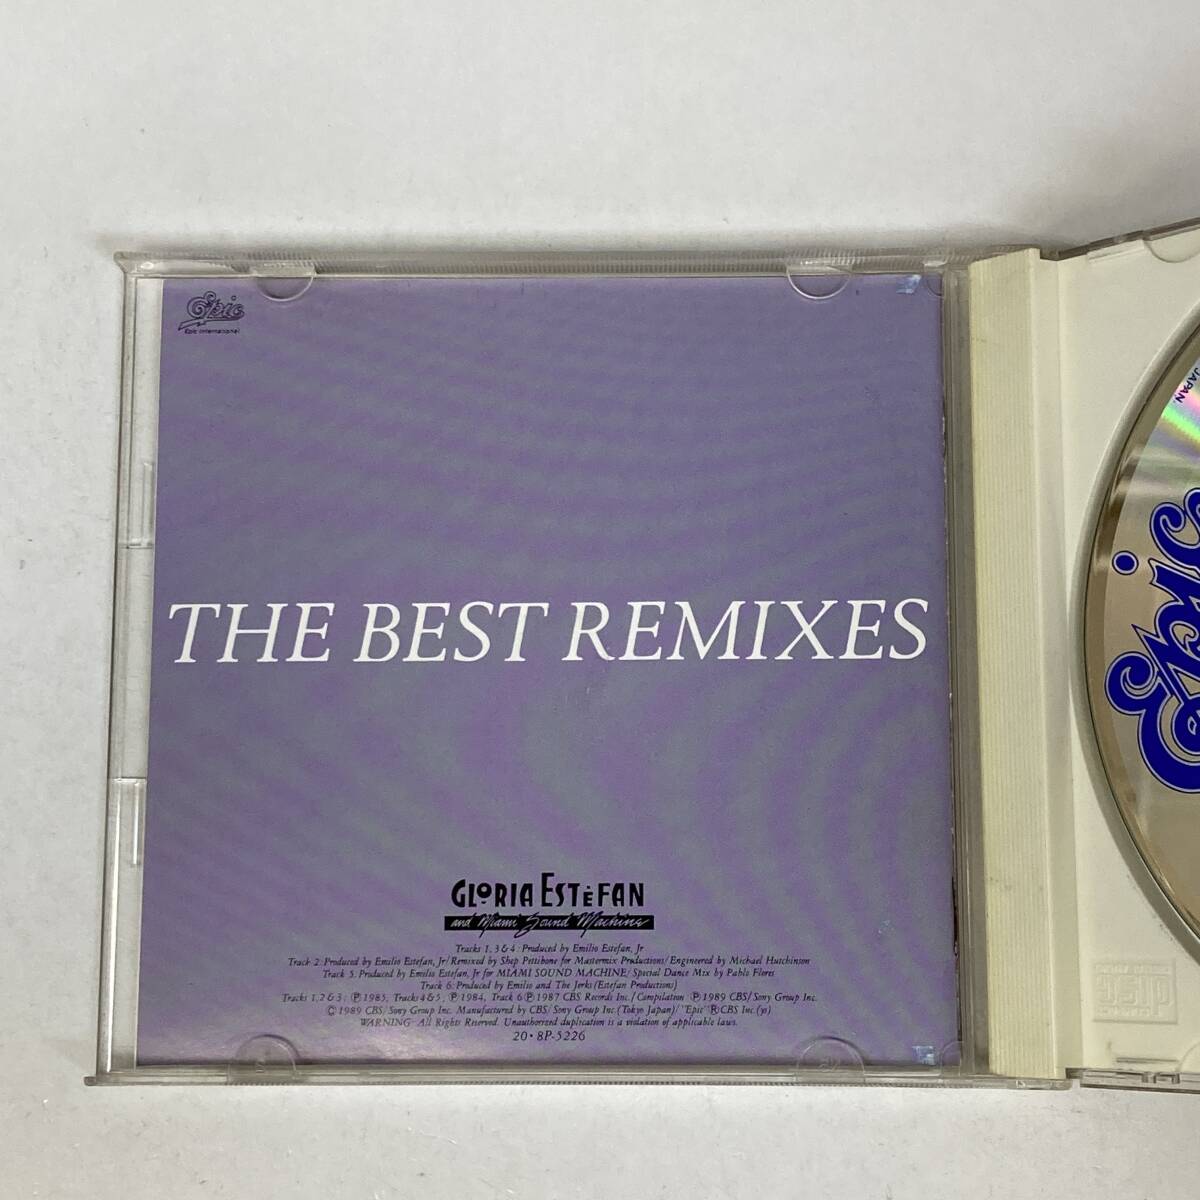 Epic
Epic International
THE BEST REMIXES
GLORIA ESTEFAN
and Miami Sound Machine
Tracks 1, 3 & 4 : Produced by Emilio Estefan, Jr
Track 2: Produced by Emilio Estefan, Jr/Remixed by Shep Pettibone for Mastermix Productions/Engineered by Michael Hutchinson
Track 5: Produced by Emilio Estefan, Jr for MIAMI SOUND MACHINE/Special Dance Mix by Pablo Flores
Track 6: Produced by Emilio and The Jerks (Estefan Productions)
Tracks 1, 2 & 3 : Ⓟ 1985, Tracks 4 & 5 ; Ⓟ 1984, Track 6 Ⓟ 1987 CBS Records Inc./Compilation Ⓟ 1989 CBS/Sony Group Inc.
© 1989 CBS/Sony Group Inc. Manufactured by CBS/Sony Group Inc. (Tokyo Japan)/"Epic" ® CBS Inc. (ys)
WARNING: All Rights Reserved. Unauthorized duplication is a violation of applicable laws.
20・8P-5226
JAPAN.
Epic